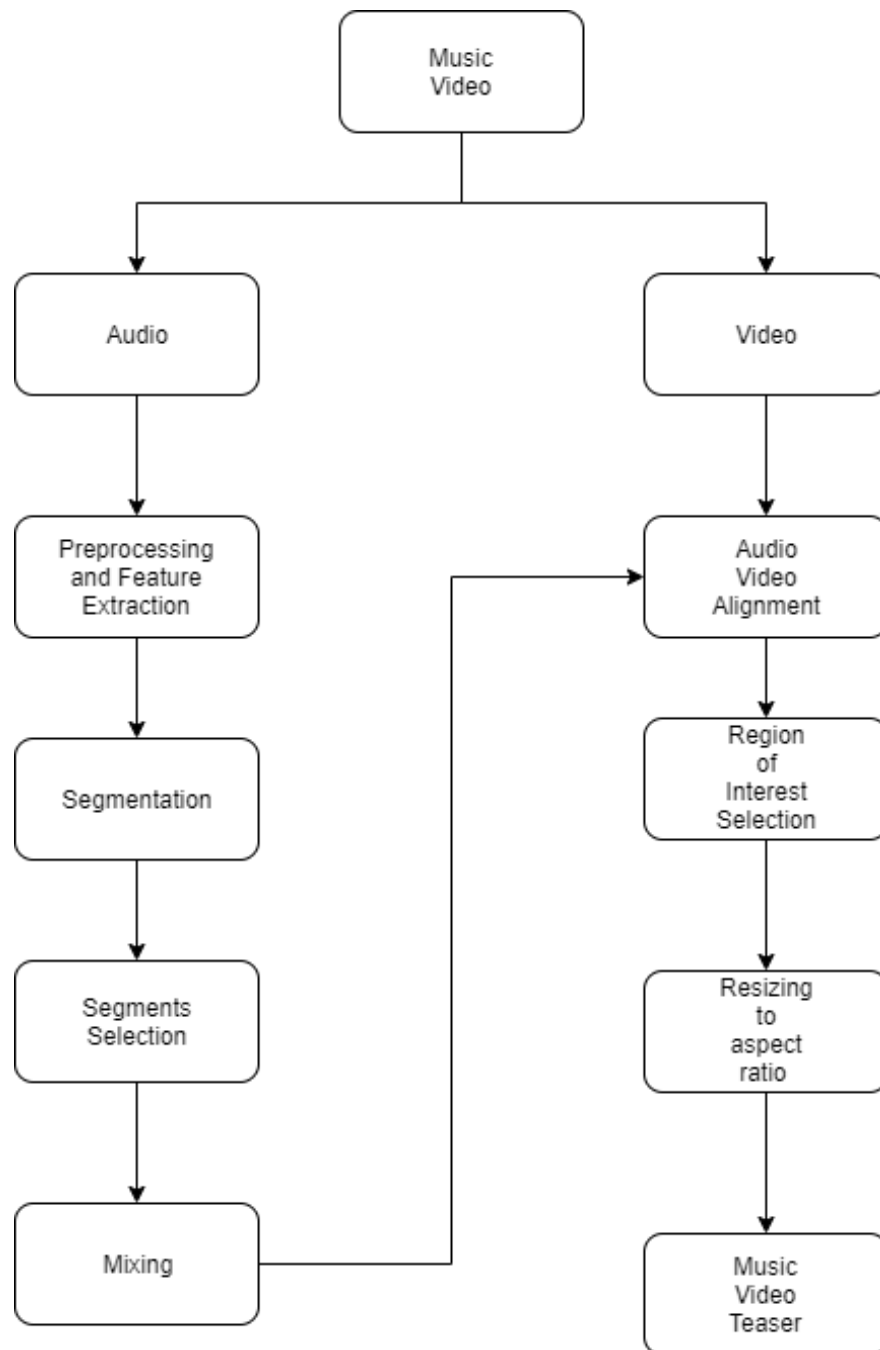 Music
Video
Audio
Video
Preprocessing
and Feature
Extraction
Audio
Video
Alignment
Segmentation
Region
of
Interest
Selection
Segments
Selection
Resizing
to
aspect
ratio
Mixing
Music
Video
Teaser